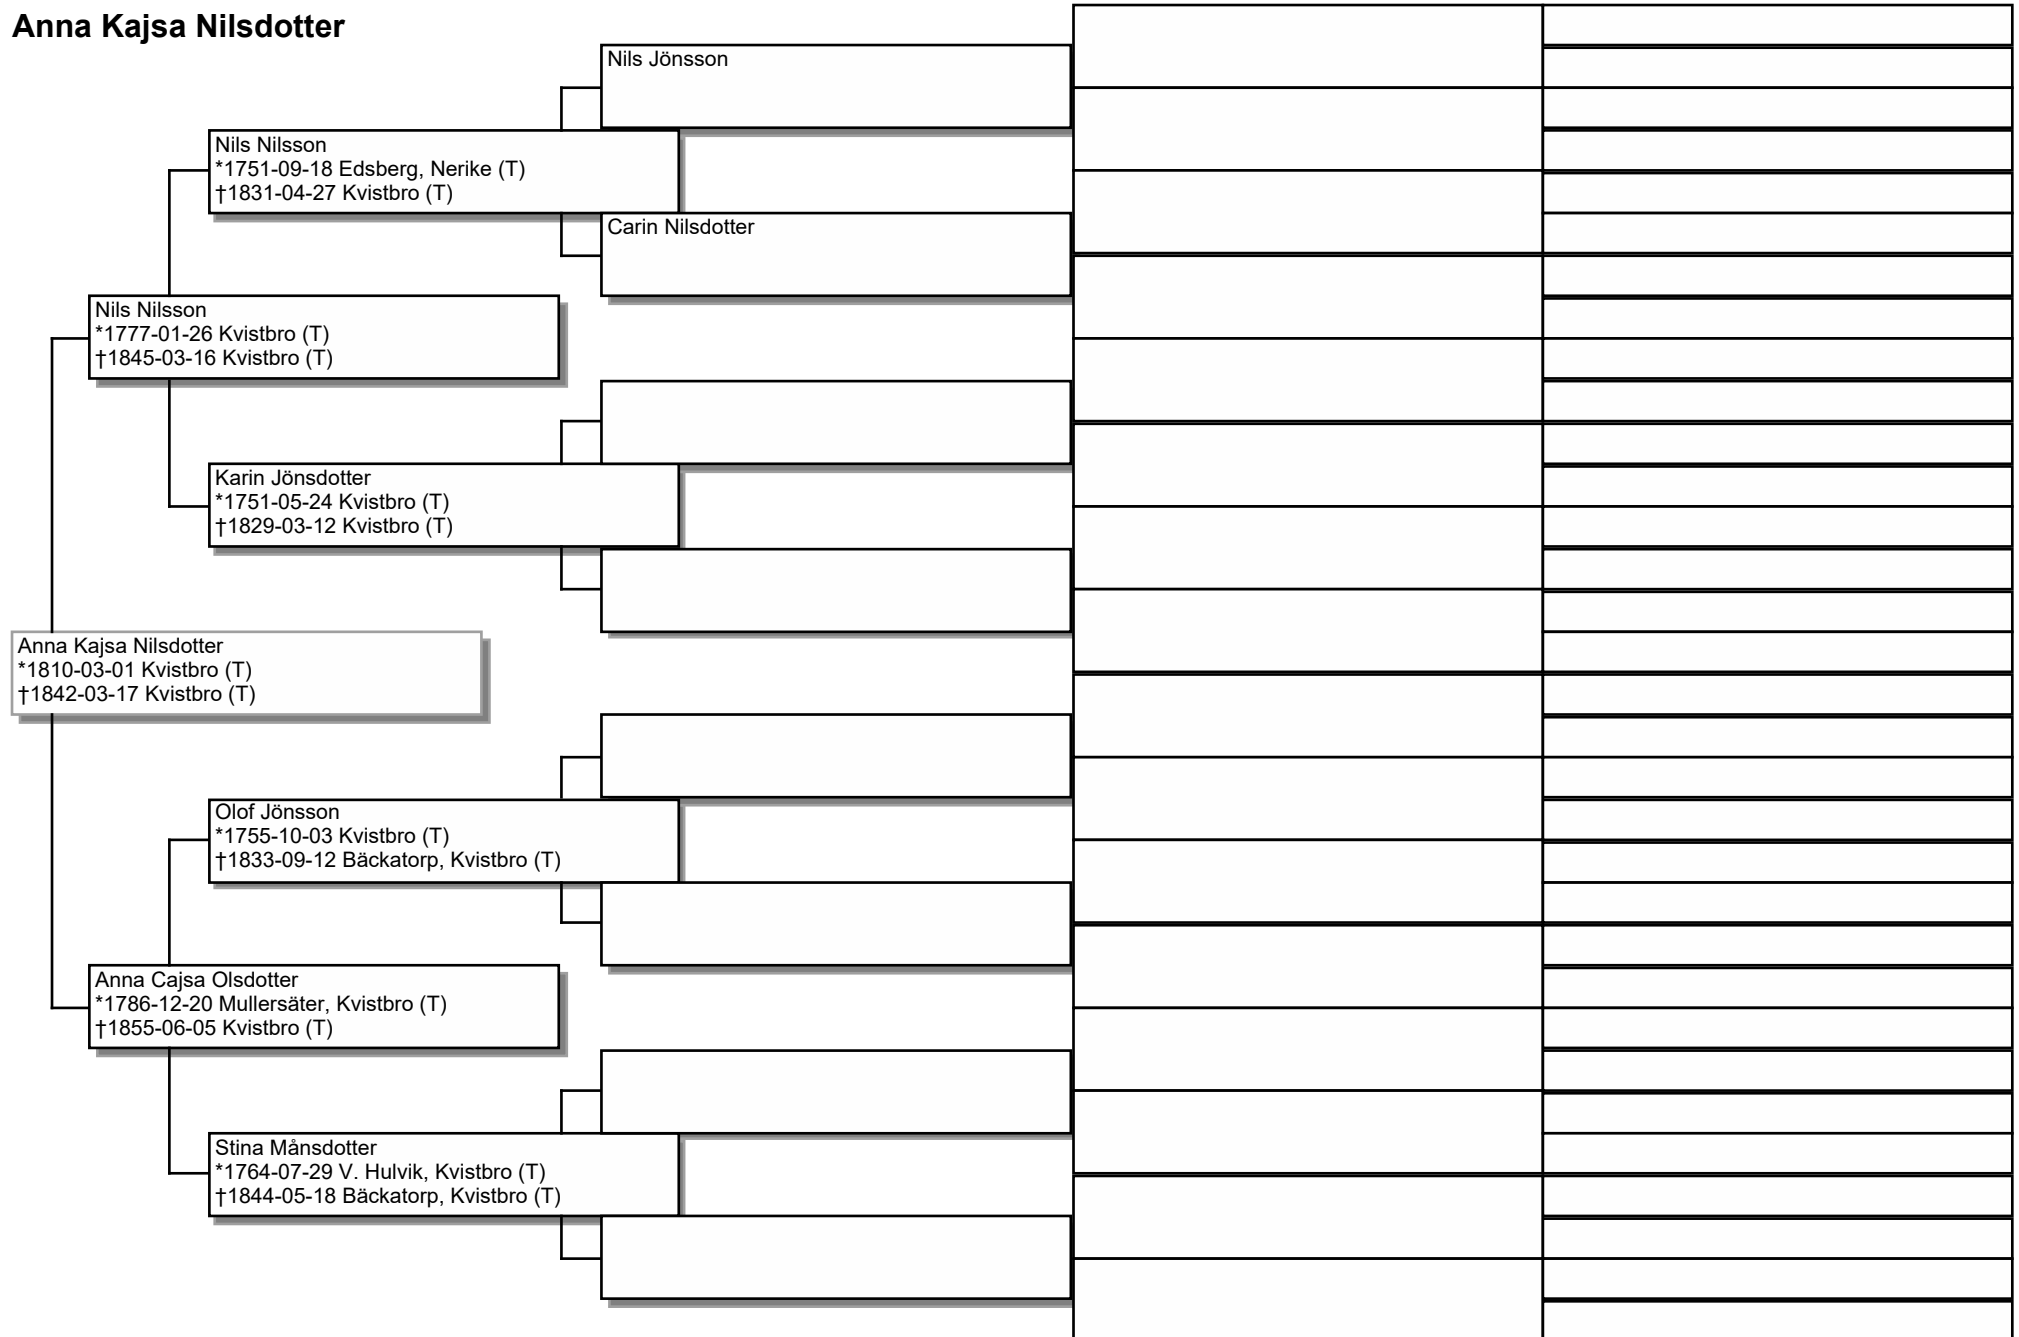 Anna Kajsa Nilsdotter
Nils Jönsson
Nils Nilsson
*1751-09-18 Edsberg, Nerike (T)
†1831-04-27 Kvistbro (T)
Carin Nilsdotter
Nils Nilsson
*1777-01-26 Kvistbro (T)
†1845-03-16 Kvistbro (T)
Karin Jönsdotter
*1751-05-24 Kvistbro (T)
†1829-03-12 Kvistbro (T)
Anna Kajsa Nilsdotter
*1810-03-01 Kvistbro (T)
†1842-03-17 Kvistbro (T)
Olof Jönsson
*1755-10-03 Kvistbro (T)
†1833-09-12 Bäckatorp, Kvistbro (T)
Anna Cajsa Olsdotter
*1786-12-20 Mullersäter, Kvistbro (T)
†1855-06-05 Kvistbro (T)
Stina Månsdotter
*1764-07-29 V. Hulvik, Kvistbro (T)
†1844-05-18 Bäckatorp, Kvistbro (T)